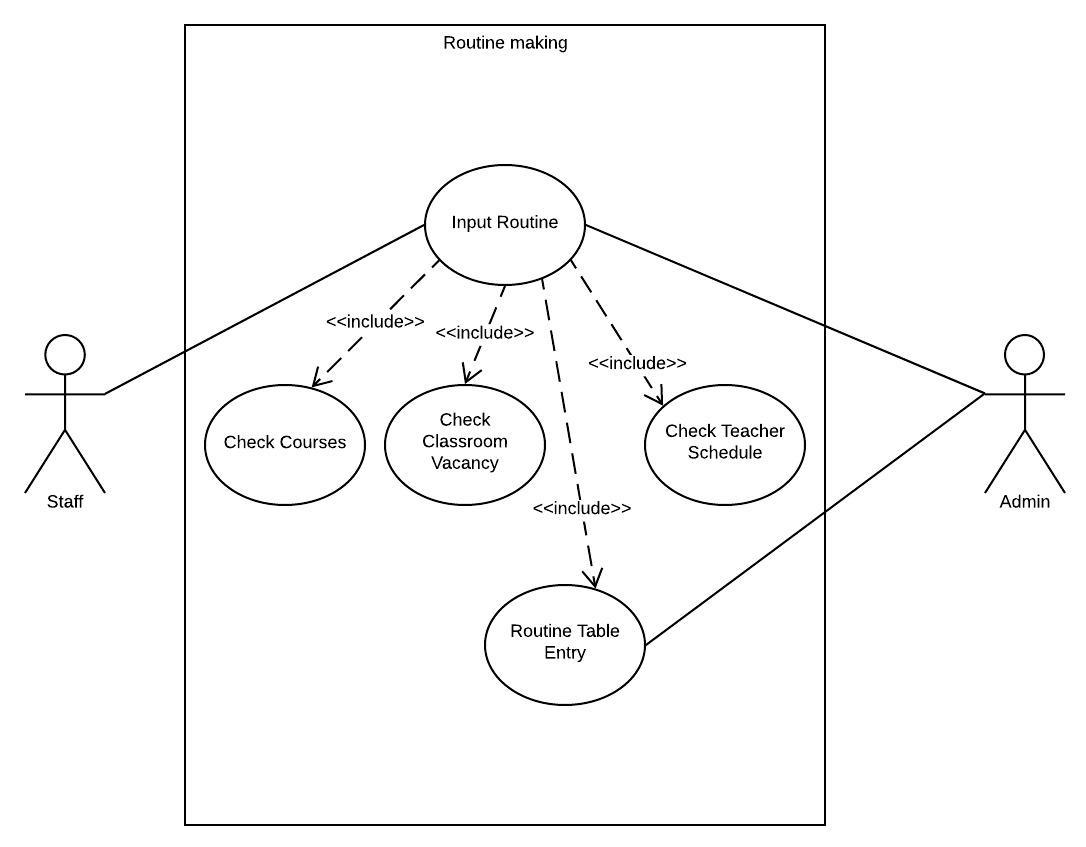 Routine making
Input Routine
<<include>>
<<include>>
<<include>>
Check Courses
Check
Classroom
Vacancy
Check Teacher
Schedule
Staff
Admin
<<include>>
Routine Table
Entry